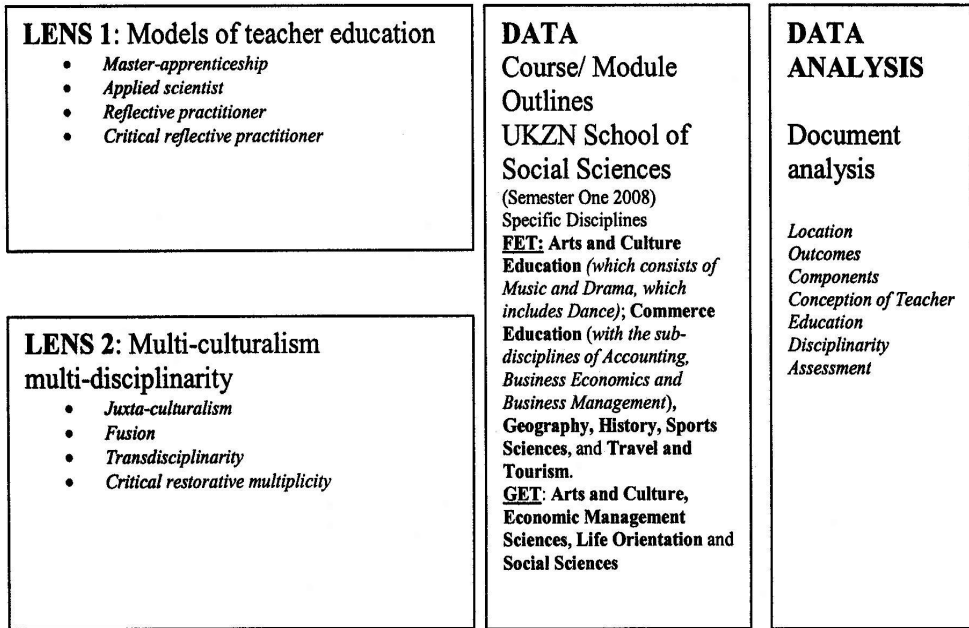 LENS 1: Models of teacher education
• Master-apprenticeship
• Applied scientist
• Reflective practitioner
• Critical reflective practitioner
LENS 2: Multi-culturalism
multi-disciplinarity
• Juxta-culturalism
• Fusion
• Transdisciplinarity
• Critical restorative multiplicity
DATA
Course/ Module
Outlines
UKZN School of
Social Sciences
(Semester One 2008)
Specific Disciplines
FET: Arts and Culture
Education (which consists of
Music and Drama, which
includes Dance); Commerce
Education (with the sub-
disciplines of Accounting,
Business Economics and
Business Management),
Geography, History, Sports
Sciences, and Travel and
Tourism.
GET: Arts and Culture,
Economic Management
Sciences, Life Orientation and
Social Sciences
DATA
ANALYSIS
Document
analysis
Location
Outcomes
Components
Conception of Teacher
Education
Disciplinarity
Assessment